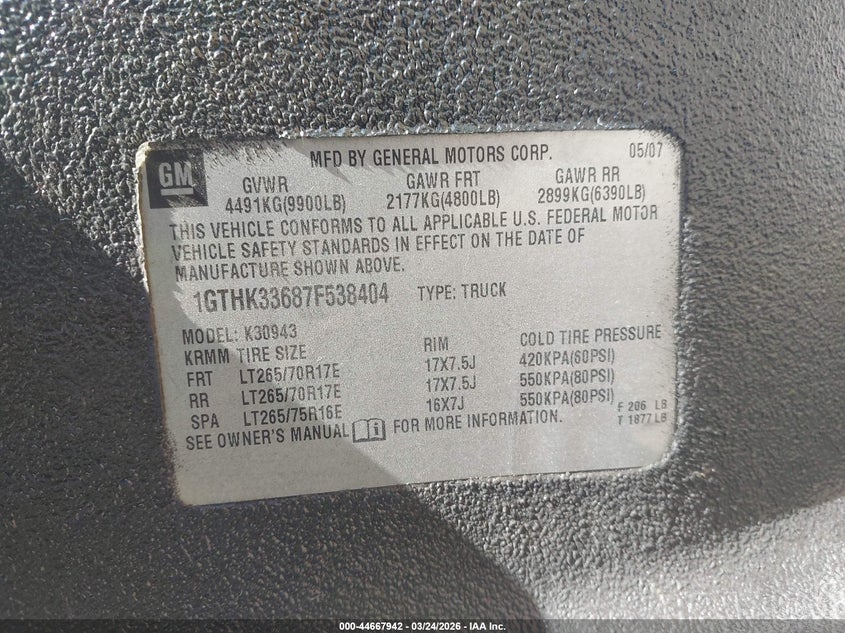 GM
MFD BY GENERAL MOTORS CORP. 05/07
GVWR GAWR FRT GAWR RR
4491KG(9900LB) 2177KG(4800LB) 2899KG(6390LB)
THIS VEHICLE CONFORMS TO ALL APPLICABLE U.S. FEDERAL MOTOR
VEHICLE SAFETY STANDARDS IN EFFECT ON THE DATE OF
MANUFACTURE SHOWN ABOVE.
1GTHK33687F538404 TYPE: TRUCK
MODEL: K30943
KRMM TIRE SIZE RIM COLD TIRE PRESSURE
FRT LT265/70R17E 17X7.5J 420KPA(60PSI)
RR LT265/70R17E 17X7.5J 550KPA(80PSI)
SPA LT265/75R16E 16X7J 550KPA(80PSI)
SEE OWNER'S MANUAL FOR MORE INFORMATION.
F 206 LB
T 1877 LB
000-44667942 - 03/24/2026 - IAA Inc.